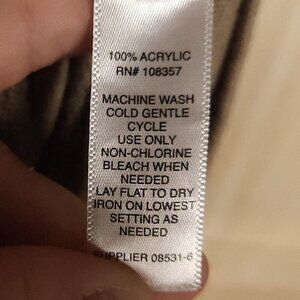 100% ACRYLIC
RN# 108357
MACHINE WASH
COLD GENTLE
CYCLE
USE ONLY
NON-CHLORINE
BLEACH WHEN
NEEDED
LAY FLAT TO DRY
IRON ON LOWEST
SETTING AS
NEEDED
SUPPLIER 08531-6